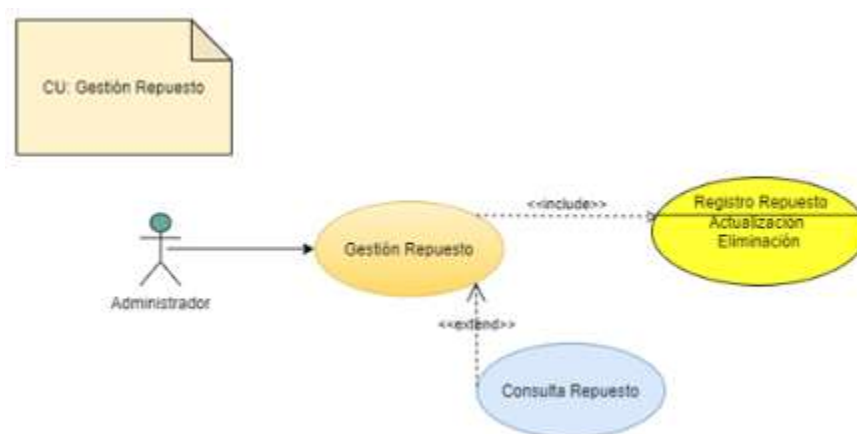 CU: Gestión Repuesto
<<include>>
Registro Repuesto
Actualización
Eliminación
Gestión Repuesto
Administrador
<<extend>>
Consulta Repuesto